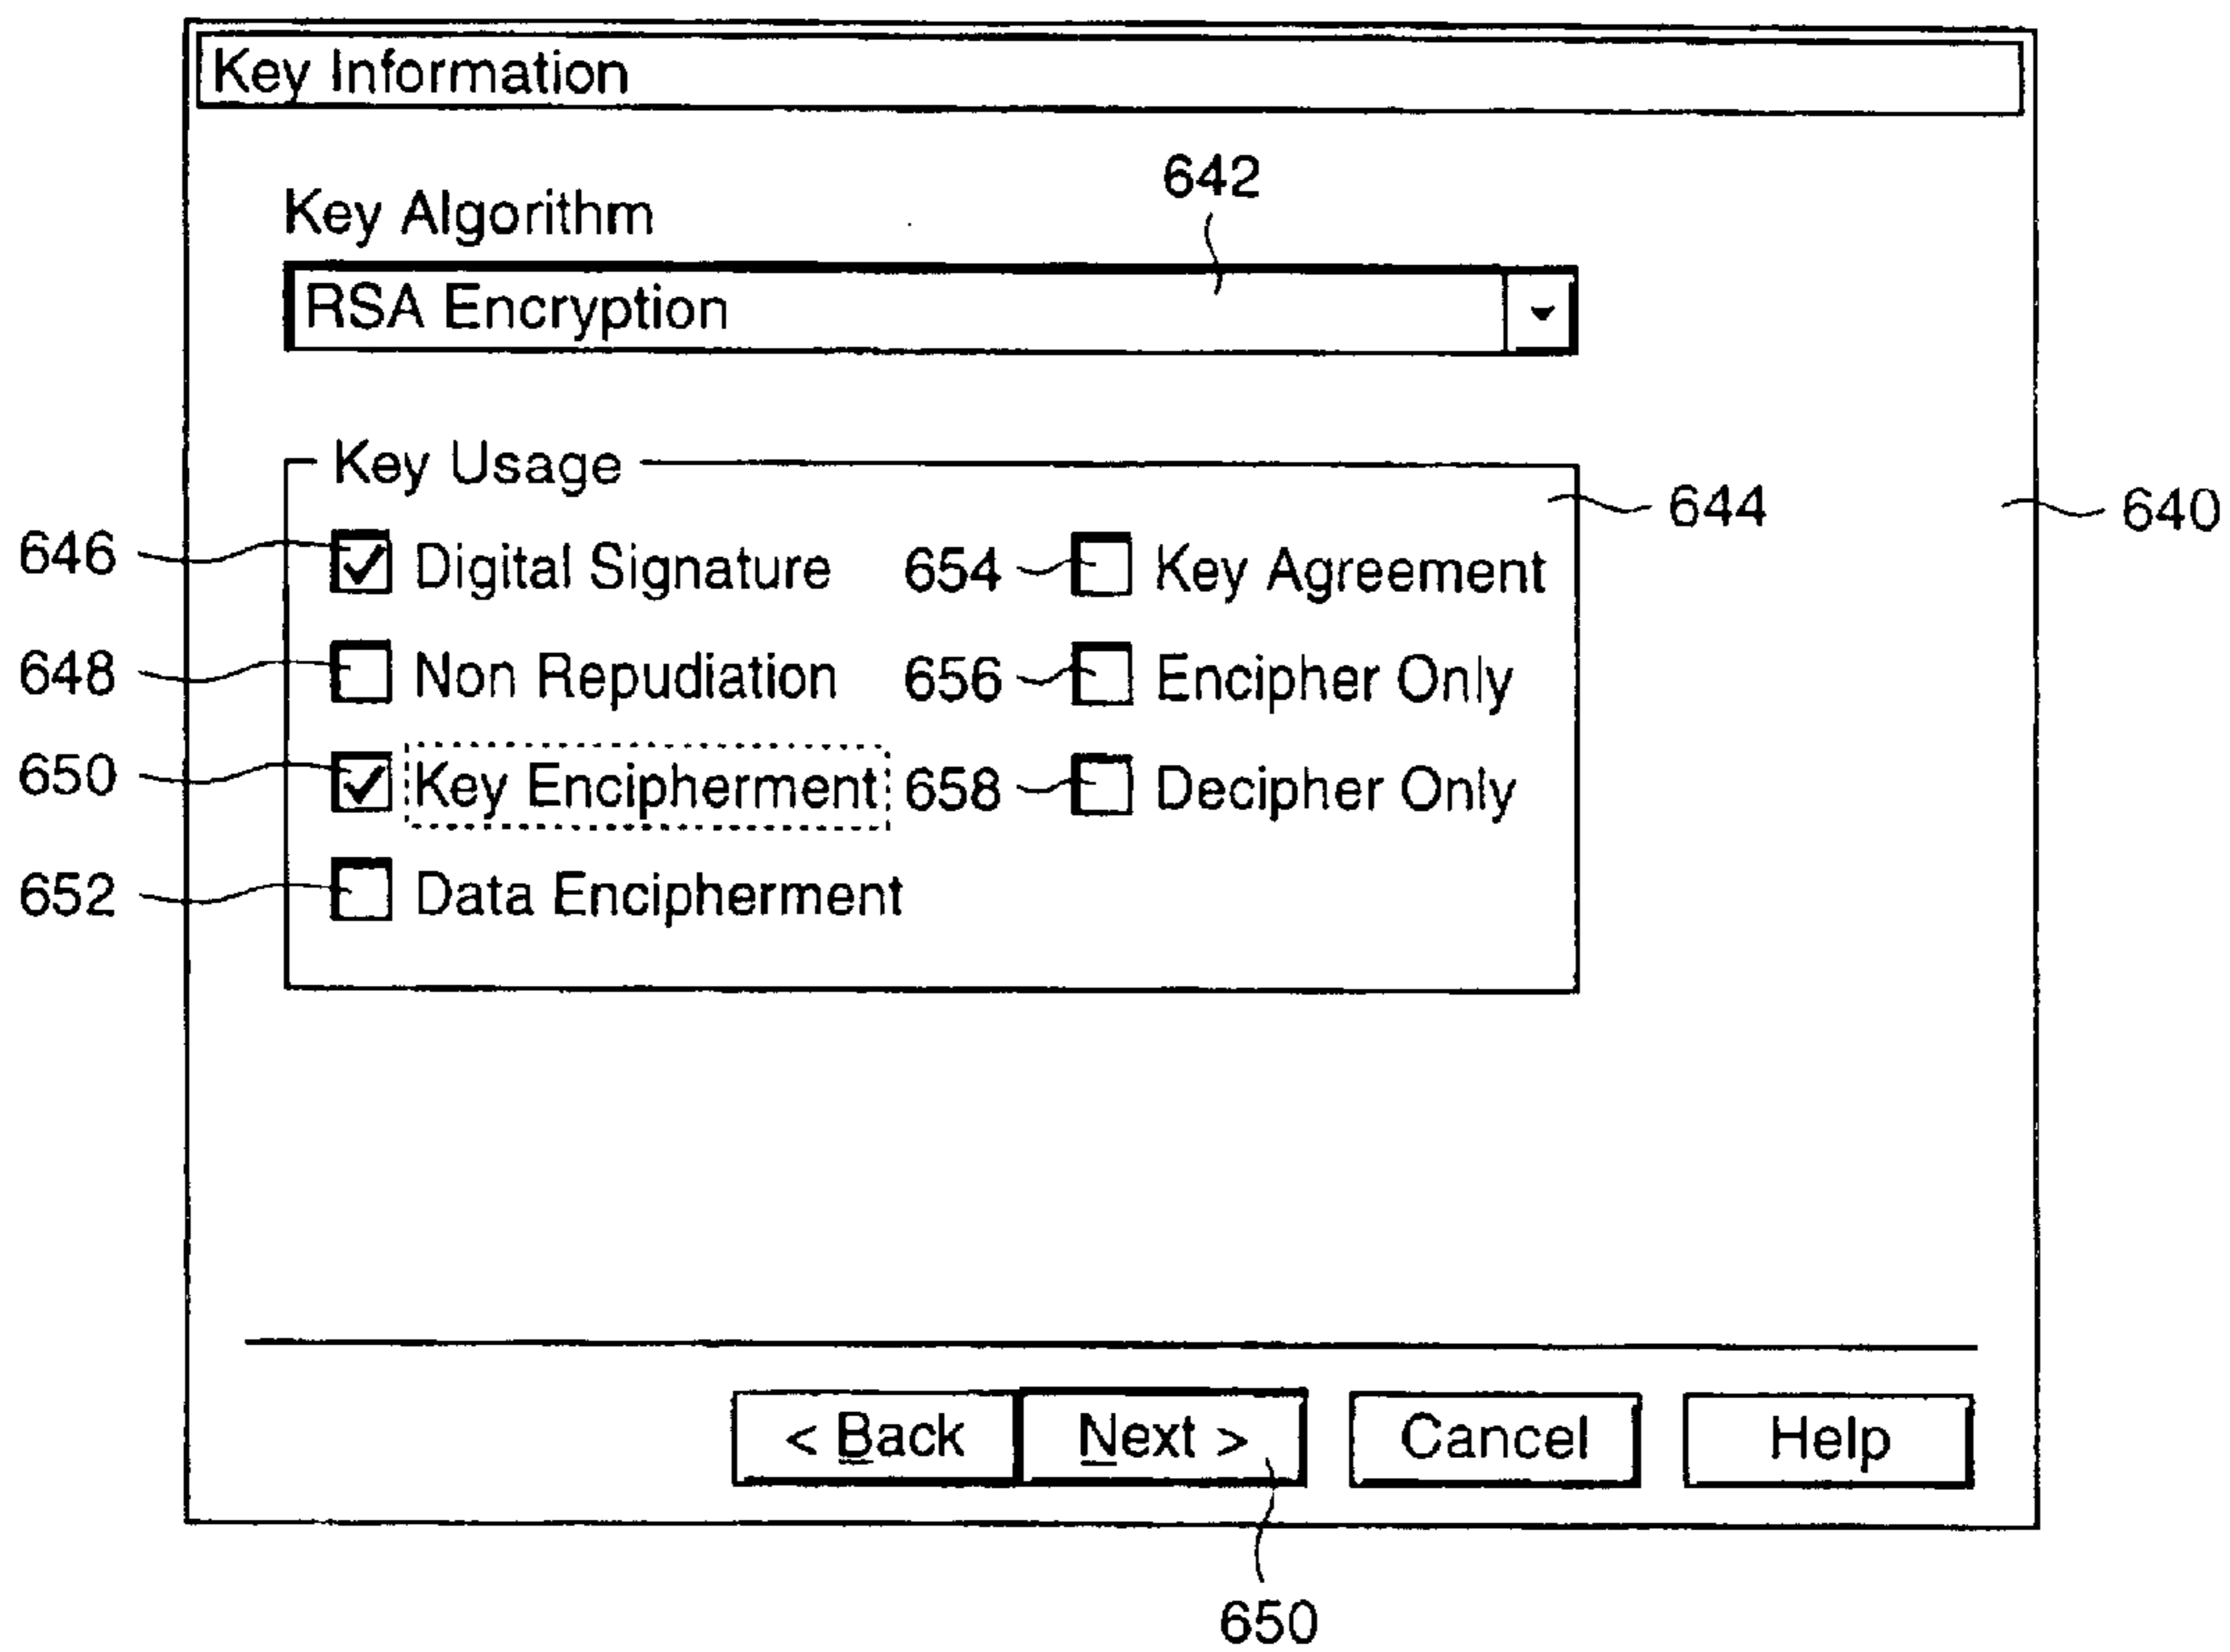 Key Information
642
Key Algorithm
RSA Encryption
Key Usage
644
640
646 Digital Signature 654 Key Agreement
648 Non Repudiation 656 Encipher Only
650 Key Encipherment 658 Decipher Only
652 Data Encipherment
< Back Next > Cancel Help
650